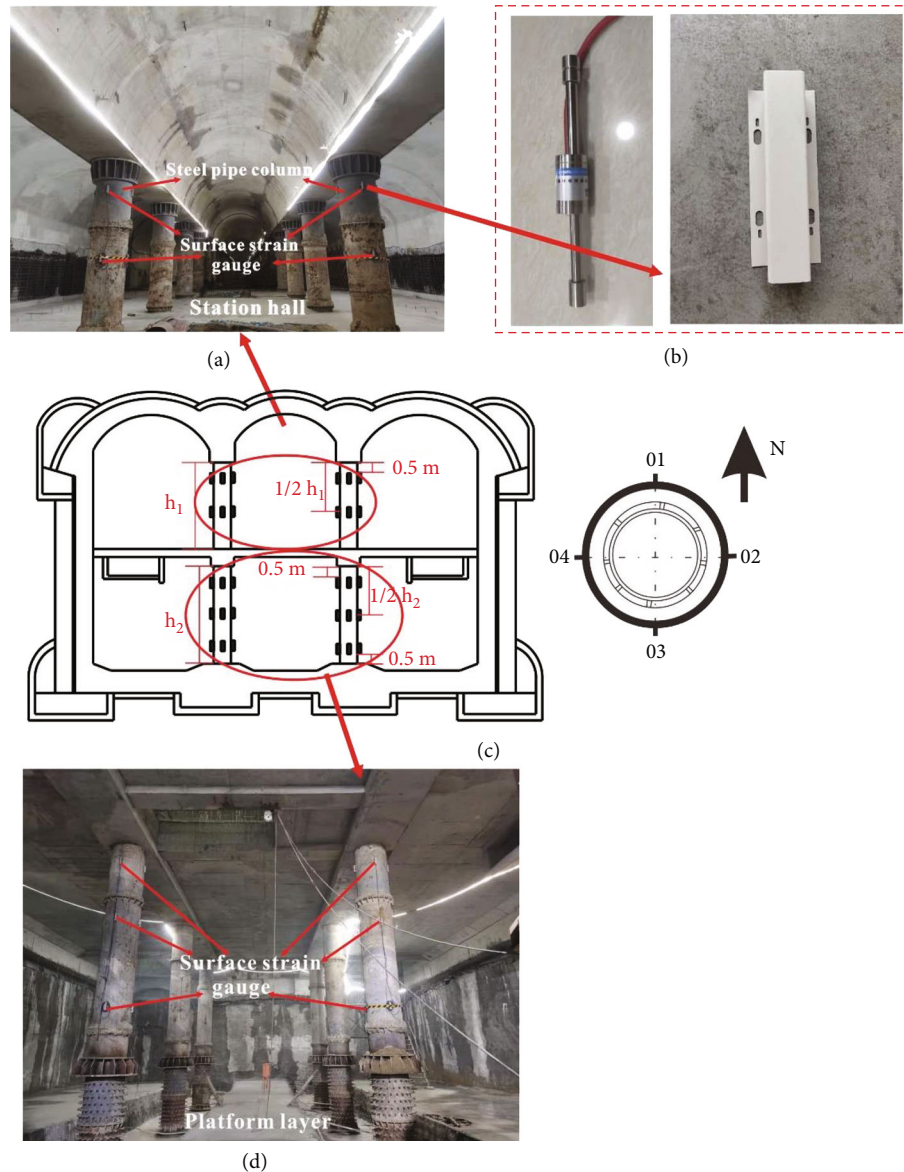 Steel pipe column
Surface strain
gauge
Station hall
(a)
(b)
h1
1/2 h1
0.5 m
0.5 m
1/2 h2
h2
0.5 m
(c)
N
01
04
02
03
Surface strain
gauge
Platform layer
(d)